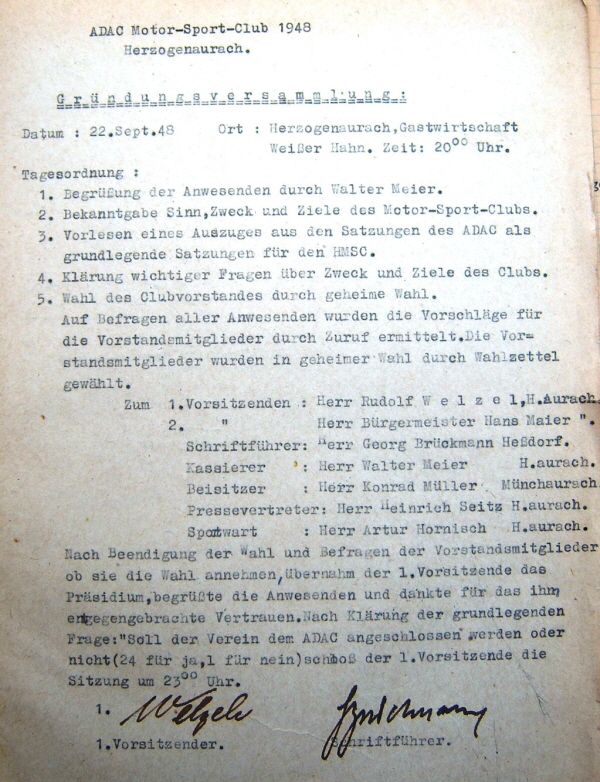 ADAC Motor-Sport-Club 1948
Herzogenaurach.
Gründungsversammlung:
Datum : 22.Sept.48 Ort : Herzogenaurach,Gastwirtschaft
Weißer Hahn. Zeit: 20⁰⁰ Uhr.
Tagesordnung :
1. Begrüßung der Anwesenden durch Walter Meier.
2. Bekanntgabe Sinn,Zweck und Ziele des Motor-Sport-Clubs.
3. Vorlesen eines Auszuges aus den Satzungen des ADAC als
grundlegende Satzungen für den HMSC.
4. Klärung wichtiger Fragen über Zweck und Ziele des Clubs.
5. Wahl des Clubvorstandes durch geheime Wahl.
Auf Befragen aller Anwesenden wurden die Vorschläge für
die Vorstandsmitglieder durch Zuruf ermittelt.Die Vor=
standsmitglieder wurden in geheimer Wahl durch Wahlzettel
gewählt.
Zum 1.Vorsitzenden : Herr Rudolf W e l z e l,H.Aurach.
2. " Herr Bürgermeister Hans Maier ".
Schriftführer: Herr Georg Brückmann Heßdorf.
Kassierer : Herr Walter Meier H.aurach.
Beisitzer : Herr Konrad Müller Münchaurach
Pressevertreter: Herr Heinrich Seitz H.aurach.
Sportwart : Herr Artur Hornisch H.aurach.
Nach Beendigung der Wahl und Befragen der Vorstandsmitglieder
ob sie die Wahl annehmen,übernahm der 1.Vorsitzende das
Präsidium,begrüßte die Anwesenden und dankte für das ihm
entgegengebrachte Vertrauen.Nach Klärung der grundlegenden
Frage:"Soll der Verein dem ADAC angeschlossen werden oder
nicht(24 für ja,1 für nein)schloß der 1.Vorsitzende die
Sitzung um 23⁰⁰ Uhr.
1. Welzel
1.Vorsitzender. Schriftführer.